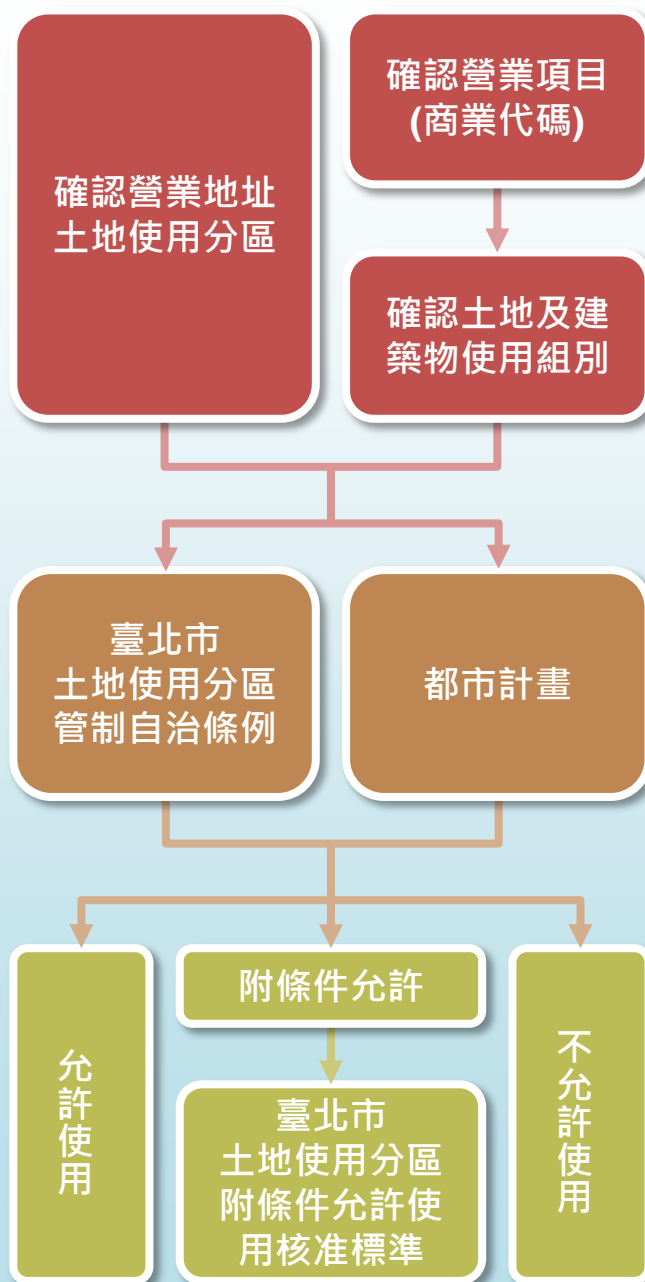 確認營業地址
土地使用分區
確認營業項目
(商業代碼)
確認土地及建
築物使用組別
臺北市
土地使用分區
管制自治條例
都市計畫
允許使用
附條件允許
臺北市
土地使用分區
附條件允許使
用核准標準
不允許使用